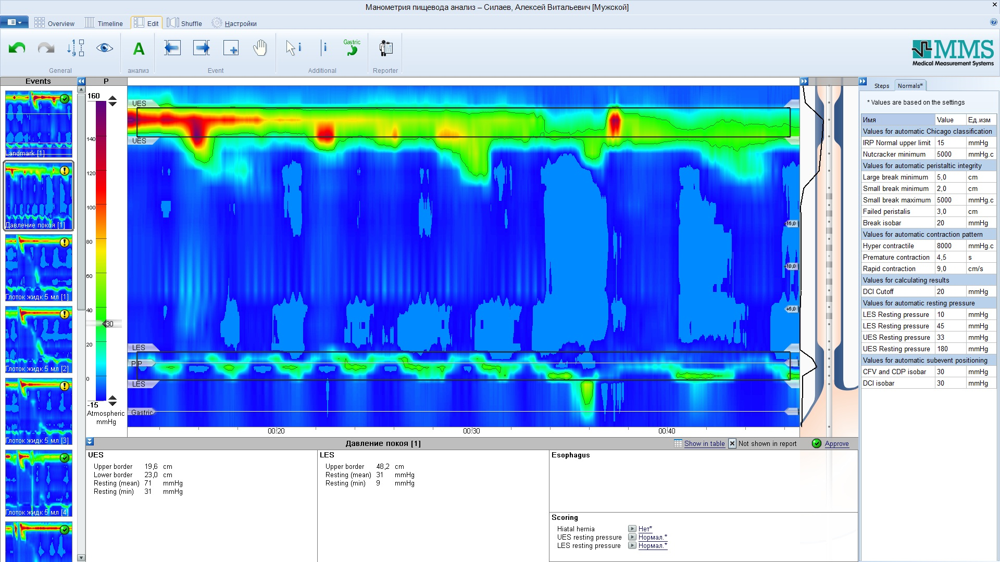 Манометрия пищевода анализ – Силаев, Алексей Витальевич [Мужской]
Overview
Timeline
Edit
Shuffle
Настройки
1
9
A
i
i
Gastric
General
анализ
Event
Additional
Reporter
MMS
Medical Measurement Systems
Events
Landmark [1]
Давление покоя [1]
Глоток жидк 5 мл [1]
Глоток жидк 5 мл [2]
Глоток жидк 5 мл [3]
Глоток жидк 5 мл [4]
P
160
140
120
100
80
60
40
30
20
0
-15
Atmospheric
mmHg
UES
UES
LES
PIP
LES
Gastric
+15,0
+10,0
+5,0
00:20
00:30
00:40
Давление покоя [1]
Show in table
Not shown in report
Approve
UES
Upper border 19,6 cm
Lower border 23,0 cm
Resting (mean) 71 mmHg
Resting (min) 31 mmHg
LES
Upper border 48,2 cm
Resting (mean) 31 mmHg
Resting (min) 9 mmHg
Esophagus
Scoring
Hiatal hernia Нет*
UES resting pressure Нормал.*
LES resting pressure Нормал.*
Steps
Normals*
* Values are based on the settings
Имя Value Ед.изм
Values for automatic Chicago classification
IRP Normal upper limit 15 mmHg
Nutcracker minimum 5000 mmHg.c
Values for automatic peristaltic integrity
Large break minimum 5,0 cm
Small break minimum 2,0 cm
Small break maximum 5000 mmHg.c
Failed peristalis 3,0 cm
Break isobar 20 mmHg
Values for automatic contraction pattern
Hyper contractile 8000 mmHg.c
Premature contraction 4,5 s
Rapid contraction 9,0 cm/s
Values for calculating results
DCI Cutoff 20 mmHg
Values for automatic resting pressure
LES Resting pressure 10 mmHg
LES Resting pressure 45 mmHg
UES Resting pressure 33 mmHg
UES Resting pressure 180 mmHg
Values for automatic subevent positioning
CFV and CDP isobar 30 mmHg
DCI isobar 30 mmHg